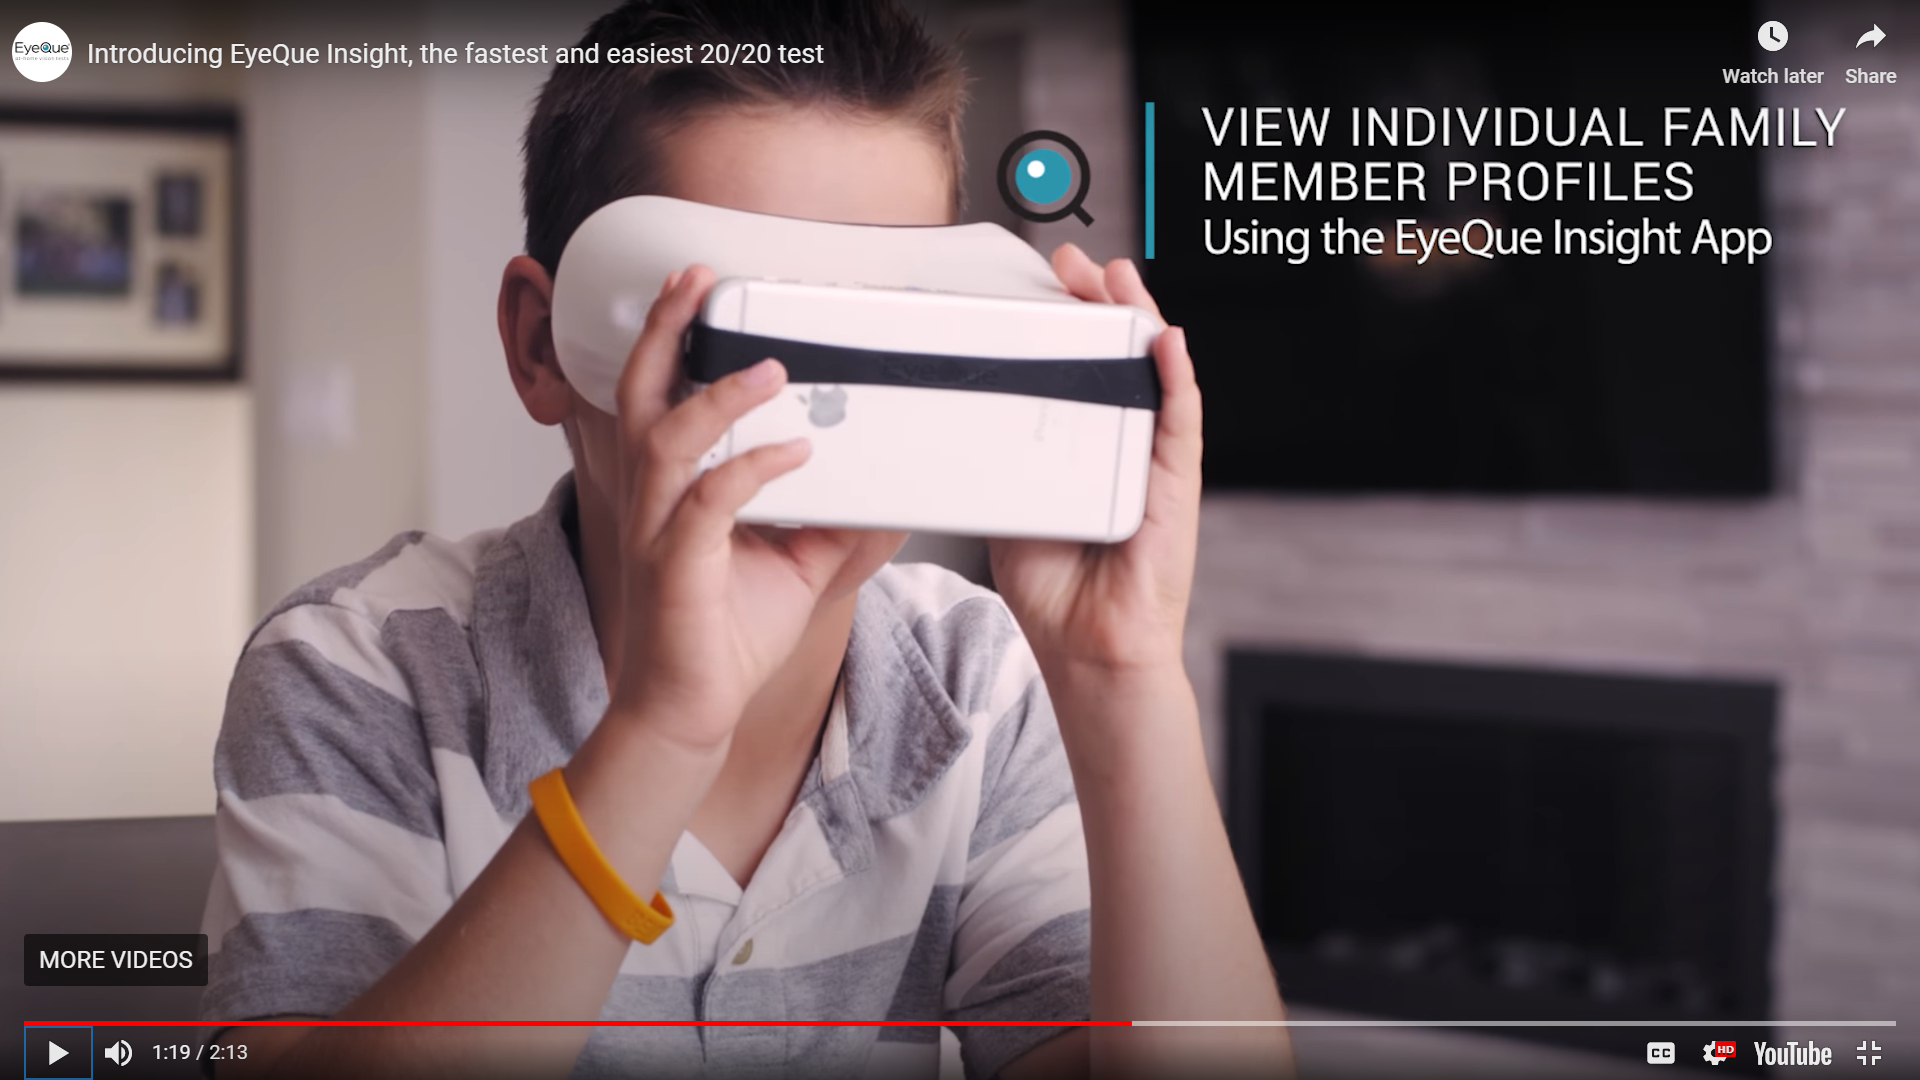 EyeQue
Introducing EyeQue Insight, the fastest and easiest 20/20 test
Watch later
Share
VIEW INDIVIDUAL FAMILY
MEMBER PROFILES
Using the EyeQue Insight App
EyeQue
MORE VIDEOS
1:19 / 2:13
CC
HD
YouTube